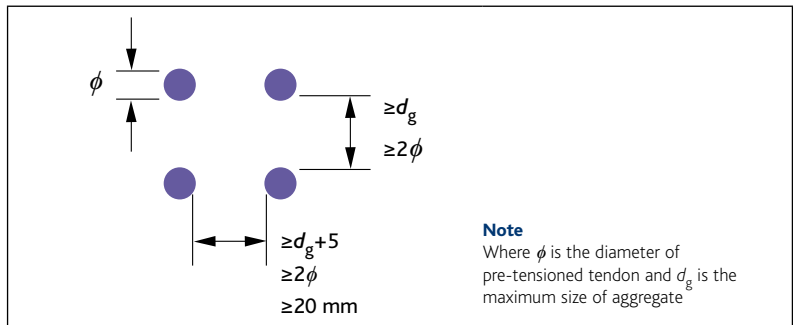 ϕ
≥dg
≥2ϕ
≥dg+5
≥2ϕ
≥20 mm
Note
Where ϕ is the diameter of
pre-tensioned tendon and dg is the
maximum size of aggregate